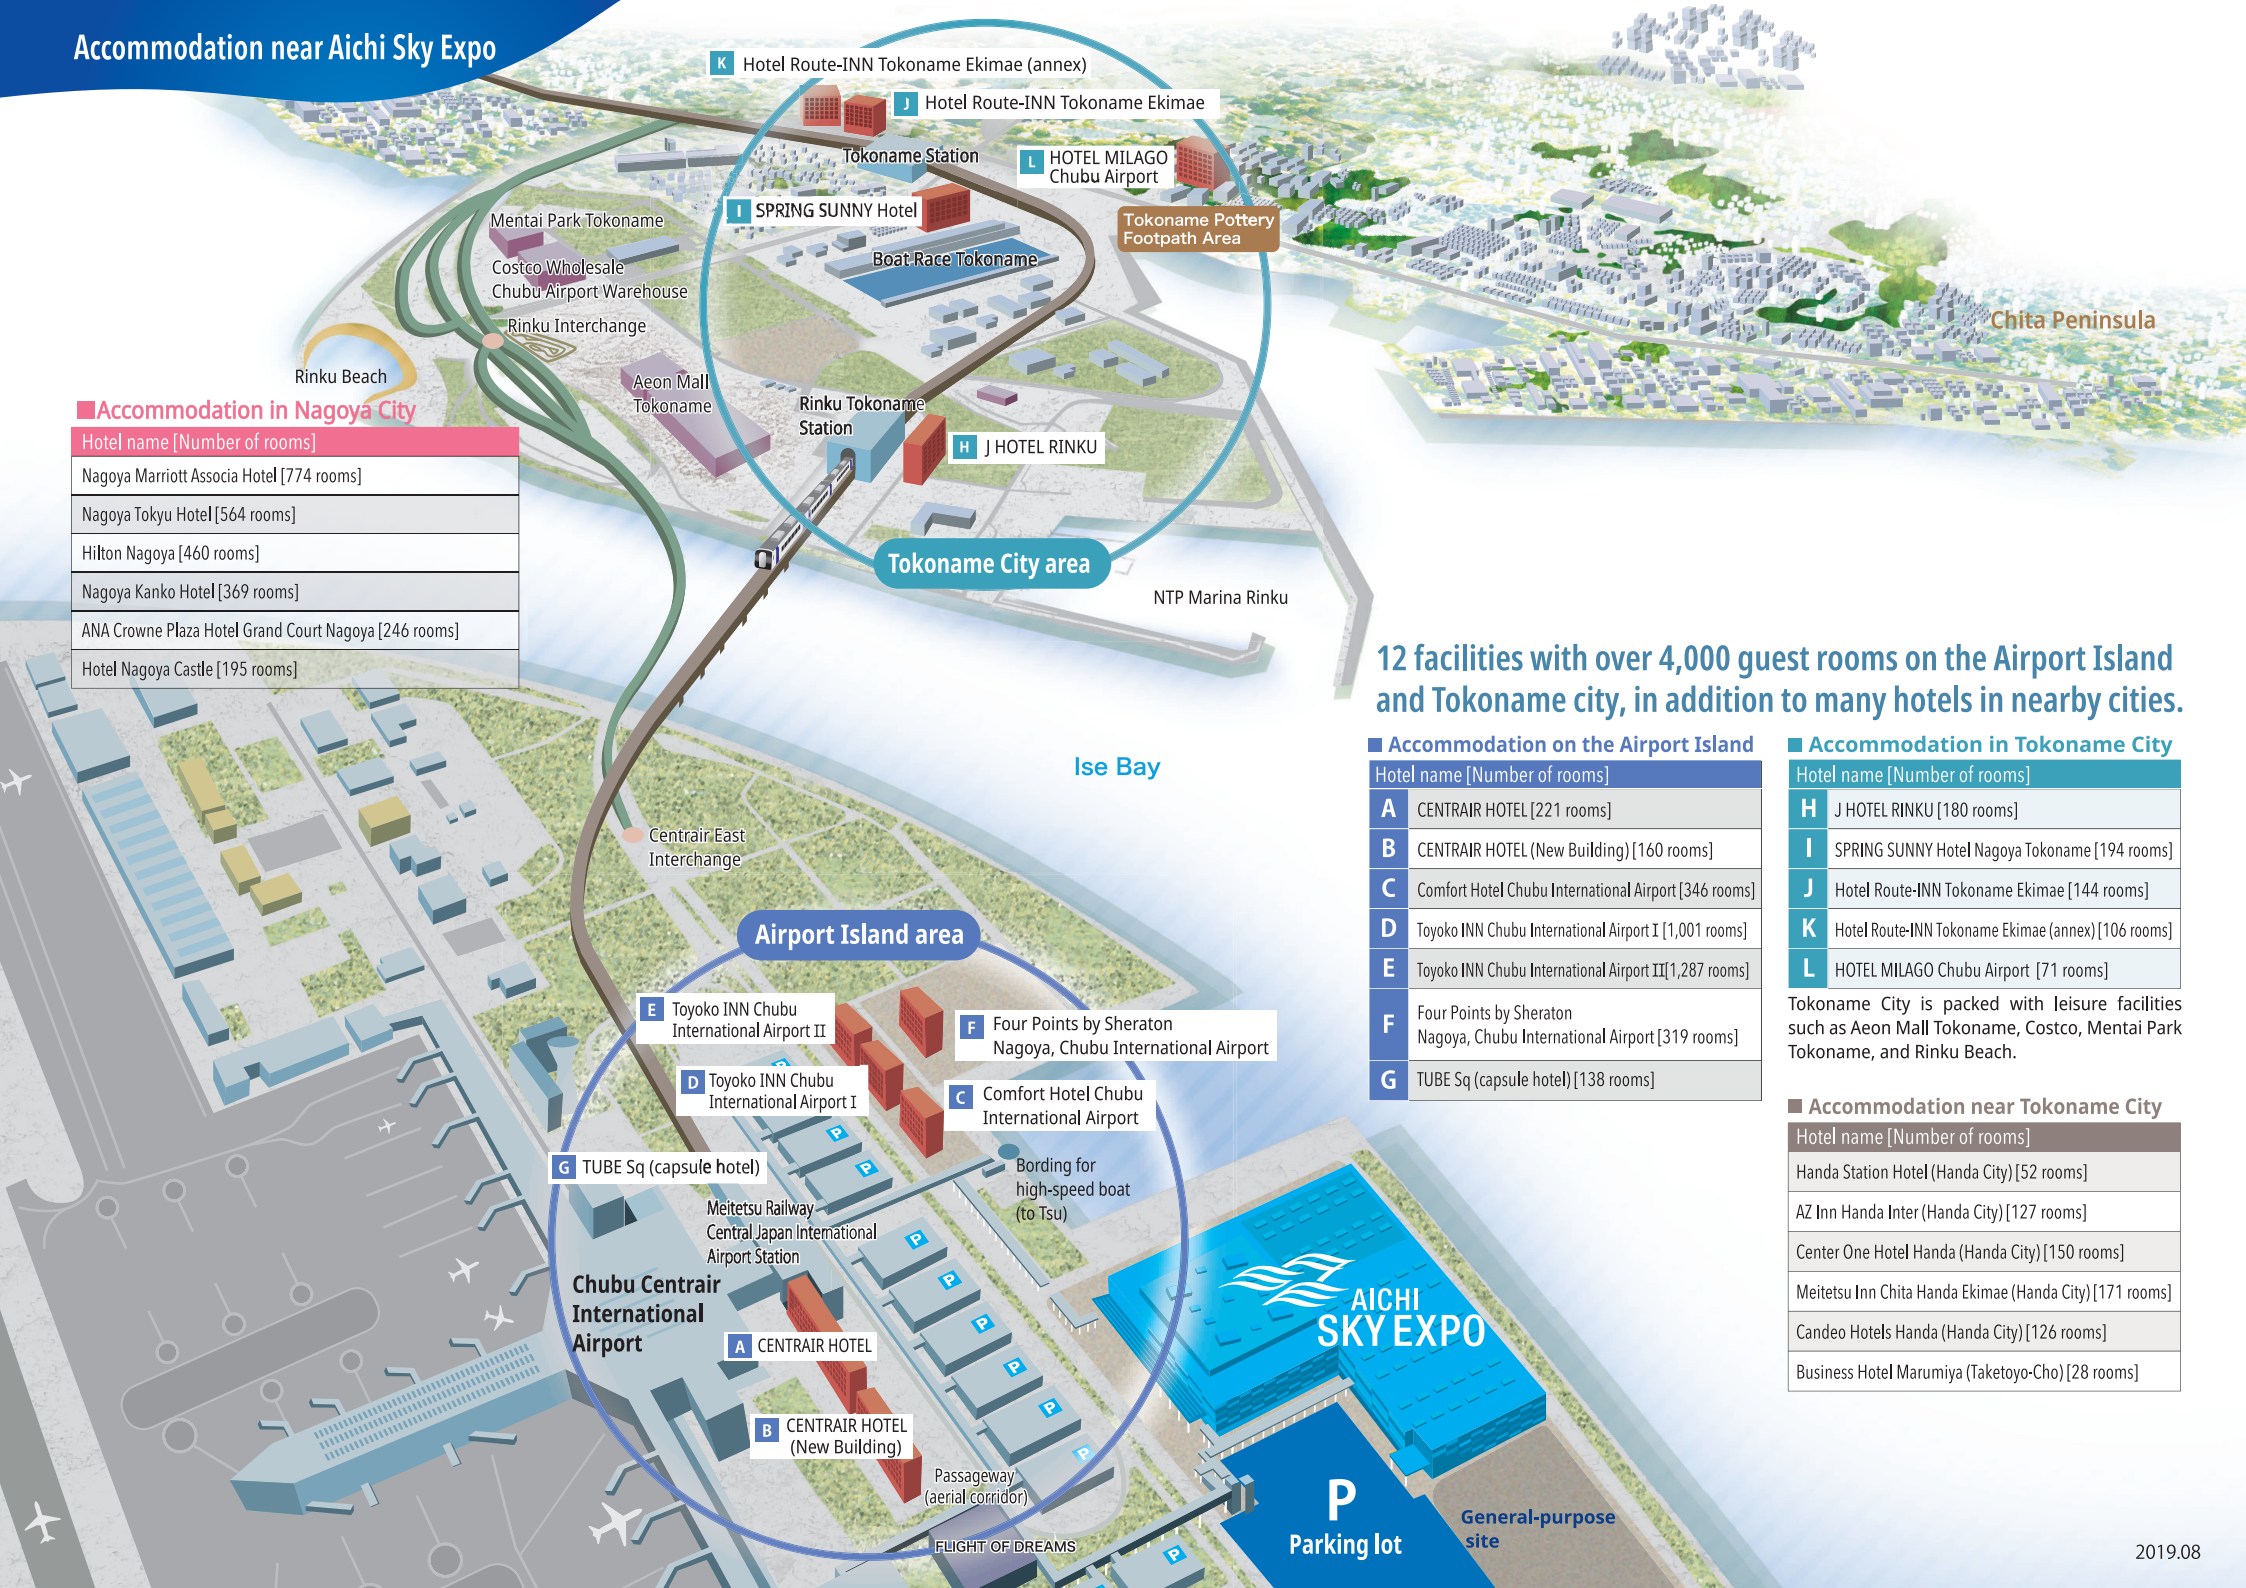 Accommodation near Aichi Sky Expo
K Hotel Route-INN Tokoname Ekimae (annex)
J Hotel Route-INN Tokoname Ekimae
Tokoname Station
L HOTEL MILAGO
Chubu Airport
I SPRING SUNNY Hotel
Tokoname Pottery
Footpath Area
Mentai Park Tokoname
Boat Race Tokoname
Costco Wholesale
Chubu Airport Warehouse
Rinku Interchange
Chita Peninsula
Rinku Beach
Aeon Mall
Tokoname
Rinku Tokoname
Station
H J HOTEL RINKU
Tokoname City area
NTP Marina Rinku
Accommodation in Nagoya City
Hotel name [Number of rooms]
Nagoya Marriott Associa Hotel [774 rooms]
Nagoya Tokyu Hotel [564 rooms]
Hilton Nagoya [460 rooms]
Nagoya Kanko Hotel [369 rooms]
ANA Crowne Plaza Hotel Grand Court Nagoya [246 rooms]
Hotel Nagoya Castle [195 rooms]
12 facilities with over 4,000 guest rooms on the Airport Island
and Tokoname city, in addition to many hotels in nearby cities.
Ise Bay
Centrair East
Interchange
Accommodation on the Airport Island
Hotel name [Number of rooms]
A CENTRAIR HOTEL [221 rooms]
B CENTRAIR HOTEL (New Building) [160 rooms]
C Comfort Hotel Chubu International Airport [346 rooms]
D Toyoko INN Chubu International Airport I [1,001 rooms]
E Toyoko INN Chubu International Airport II[1,287 rooms]
F Four Points by Sheraton
Nagoya, Chubu International Airport [319 rooms]
G TUBE Sq (capsule hotel) [138 rooms]
Accommodation in Tokoname City
Hotel name [Number of rooms]
H J HOTEL RINKU [180 rooms]
I SPRING SUNNY Hotel Nagoya Tokoname [194 rooms]
J Hotel Route-INN Tokoname Ekimae [144 rooms]
K Hotel Route-INN Tokoname Ekimae (annex) [106 rooms]
L HOTEL MILAGO Chubu Airport [71 rooms]
Tokoname City is packed with leisure facilities
such as Aeon Mall Tokoname, Costco, Mentai Park
Tokoname, and Rinku Beach.
Accommodation near Tokoname City
Hotel name [Number of rooms]
Handa Station Hotel (Handa City) [52 rooms]
AZ Inn Handa Inter (Handa City) [127 rooms]
Center One Hotel Handa (Handa City) [150 rooms]
Meitetsu Inn Chita Handa Ekimae (Handa City) [171 rooms]
Candeo Hotels Handa (Handa City) [126 rooms]
Business Hotel Marumiya (Taketoyo-Cho) [28 rooms]
Airport Island area
E Toyoko INN Chubu
International Airport II
F Four Points by Sheraton
Nagoya, Chubu International Airport
P
D Toyoko INN Chubu
International Airport I
C Comfort Hotel Chubu
International Airport
P
P
G TUBE Sq (capsule hotel)
Bording for
high-speed boat
(to Tsu)
Meitetsu Railway
Central Japan International
Airport Station
P
P
P
P
P
P
Chubu Centrair
International
Airport
A CENTRAIR HOTEL
AICHI
SKY EXPO
B CENTRAIR HOTEL
(New Building)
Passageway
(aerial corridor)
FLIGHT OF DREAMS
P
P
Parking lot
General-purpose
site
2019.08